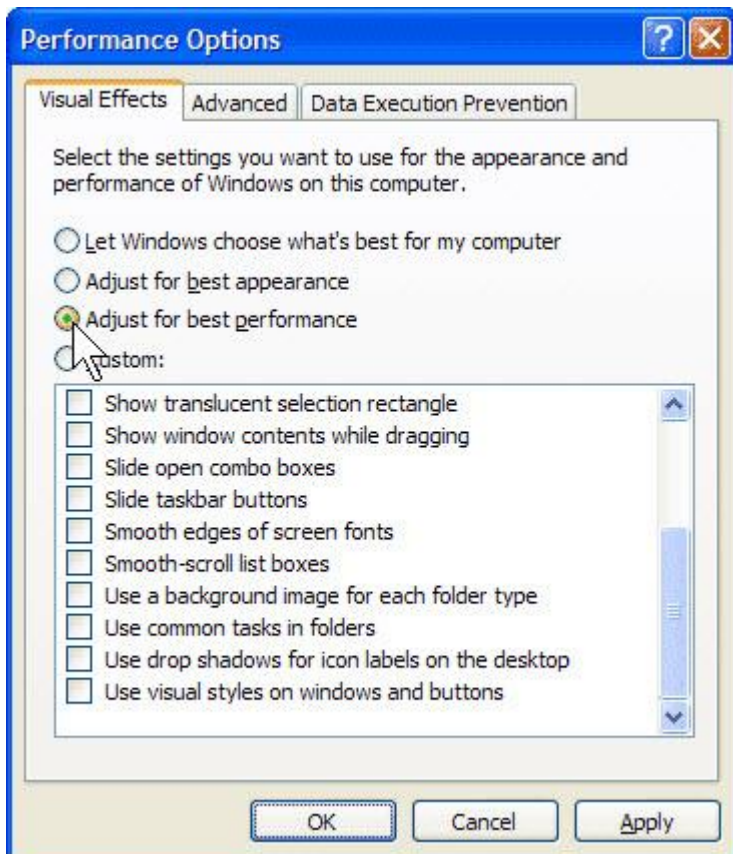 Performance Options
?
Visual Effects Advanced Data Execution Prevention
Select the settings you want to use for the appearance and
performance of Windows on this computer.
Let Windows choose what's best for my computer
Adjust for best appearance
Adjust for best performance
Custom:
Show translucent selection rectangle
Show window contents while dragging
Slide open combo boxes
Slide taskbar buttons
Smooth edges of screen fonts
Smooth-scroll list boxes
Use a background image for each folder type
Use common tasks in folders
Use drop shadows for icon labels on the desktop
Use visual styles on windows and buttons
OK Cancel Apply